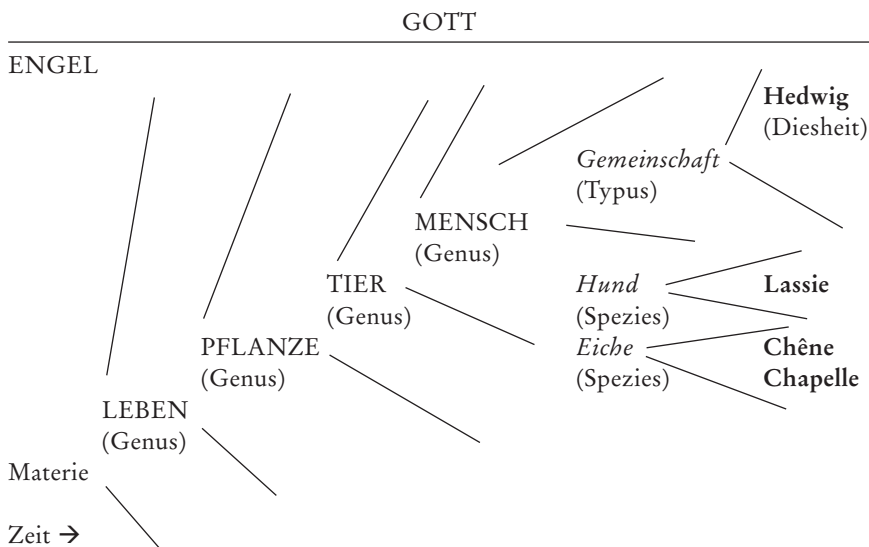 GOTT
ENGEL
Hedwig
(Diesheit)
Gemeinschaft
(Typus)
MENSCH
(Genus)
TIER
(Genus)
Hund
(Spezies)
Lassie
PFLANZE
(Genus)
Eiche
(Spezies)
Chêne
Chapelle
LEBEN
(Genus)
Materie
Zeit →